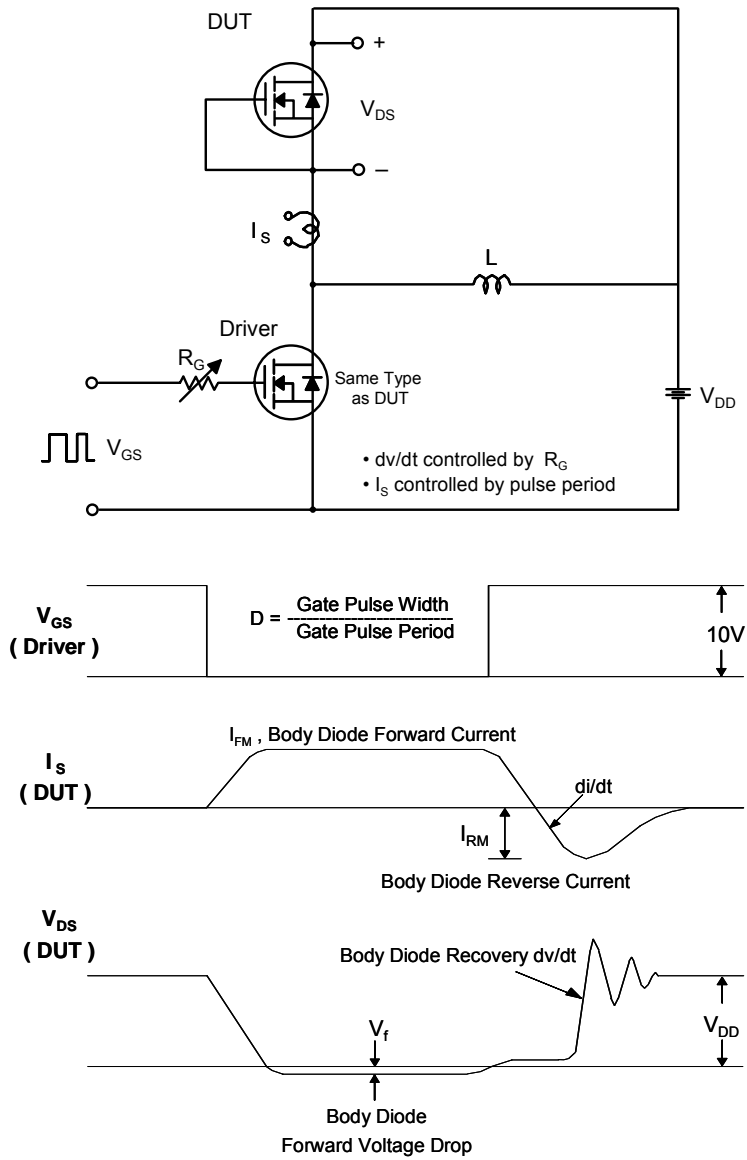 DUT
+
V_DS
–
I_S
L
Driver
R_G
Same Type
as DUT
V_DD
V_GS
• dv/dt controlled by R_G
• I_S controlled by pulse period
V_GS
( Driver )
D = Gate Pulse Width
--------------------------
Gate Pulse Period
10V
I_FM , Body Diode Forward Current
I_S
( DUT )
di/dt
I_RM
Body Diode Reverse Current
V_DS
( DUT )
Body Diode Recovery dv/dt
V_f
V_DD
Body Diode
Forward Voltage Drop